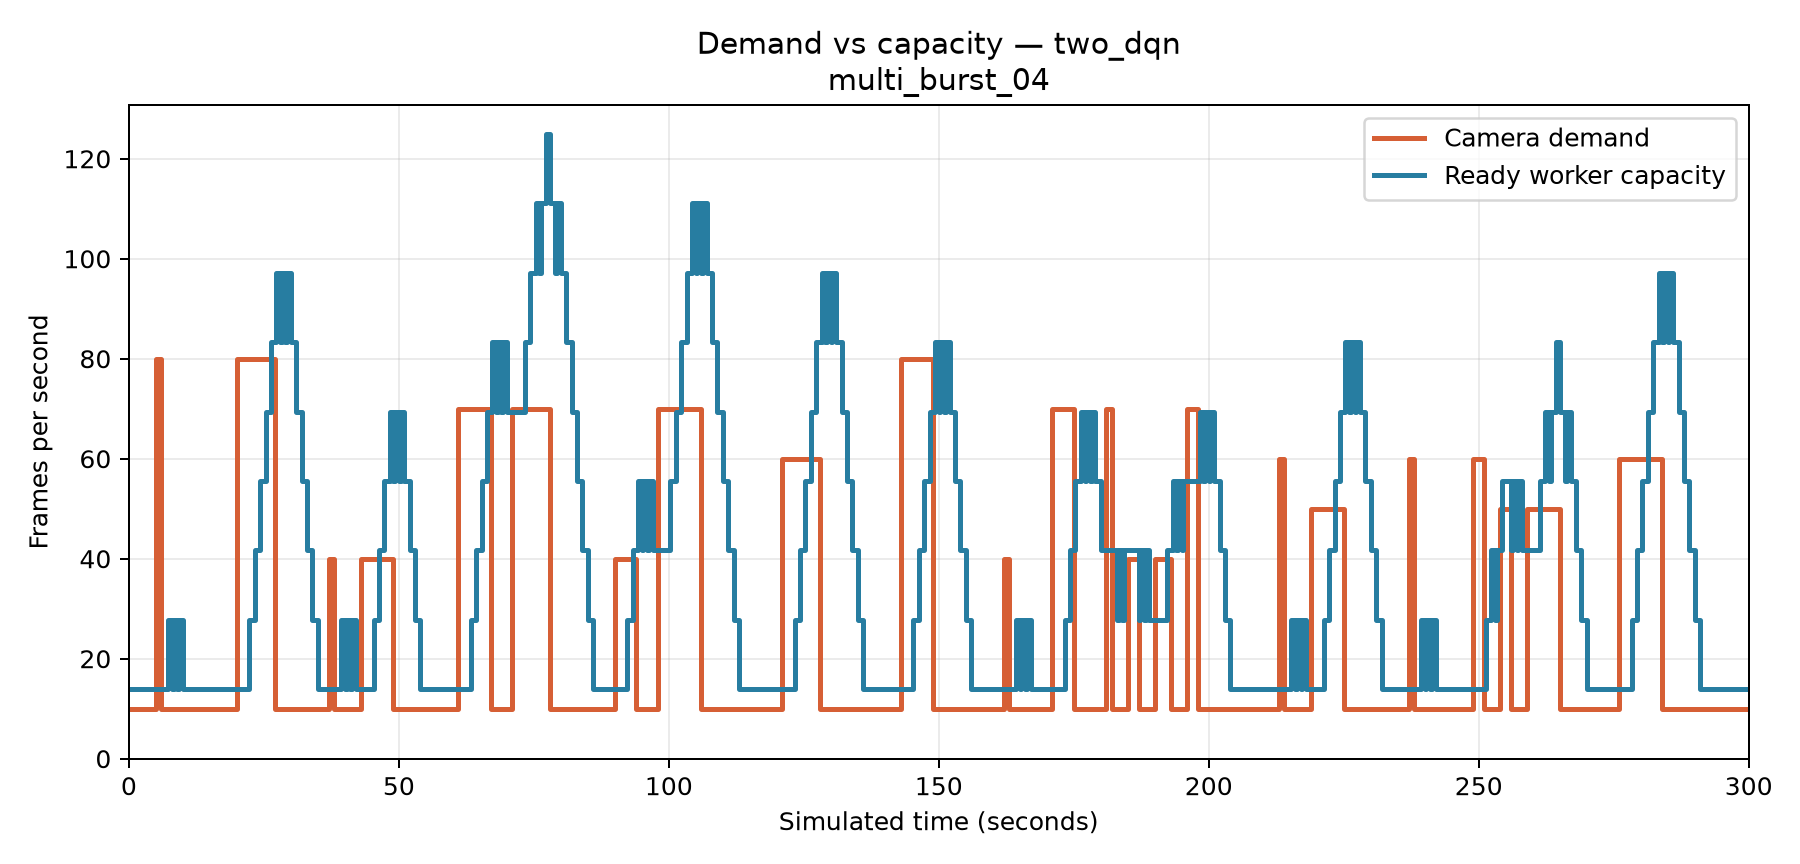 Demand vs capacity — two_dqn
multi_burst_04
Camera demand
Ready worker capacity
Frames per second
120
100
80
60
40
20
0
0 50 100 150 200 250 300
Simulated time (seconds)